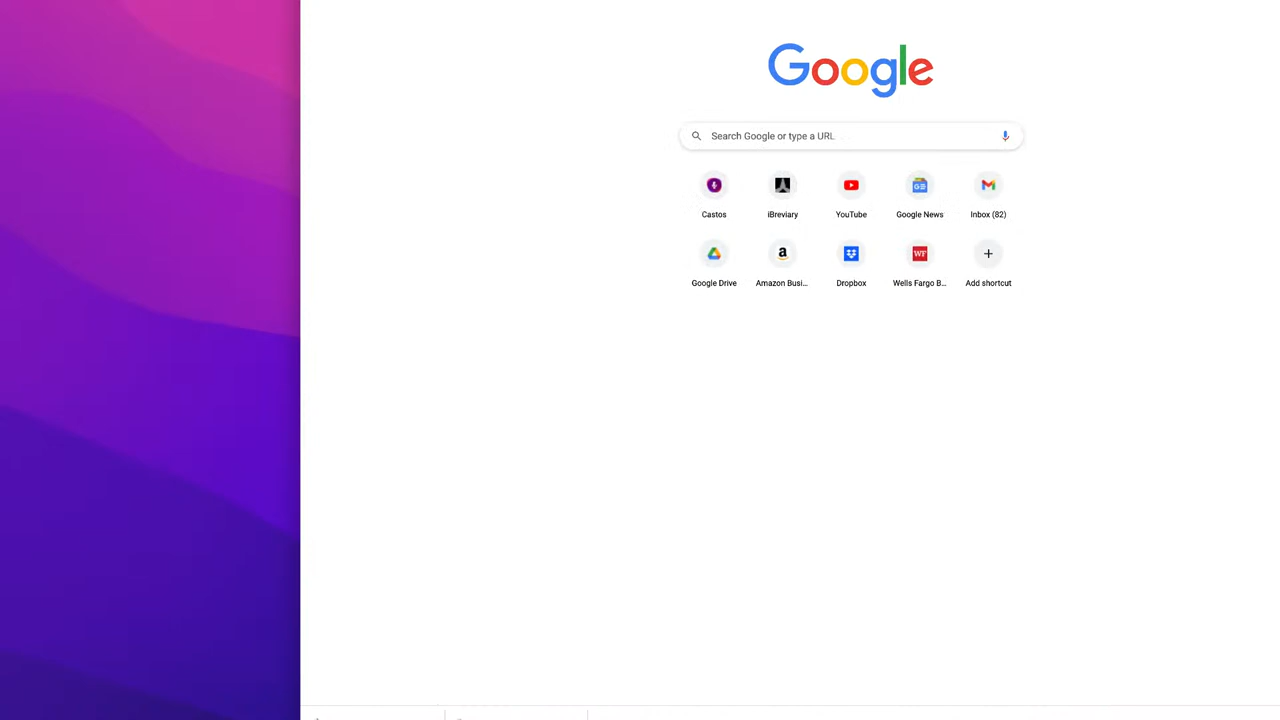 Google
Search Google or type a URL
Castos
iBreviary
YouTube
Google News
Inbox (82)
a
WF
Google Drive
Amazon Busi...
Dropbox
Wells Fargo B...
Add shortcut